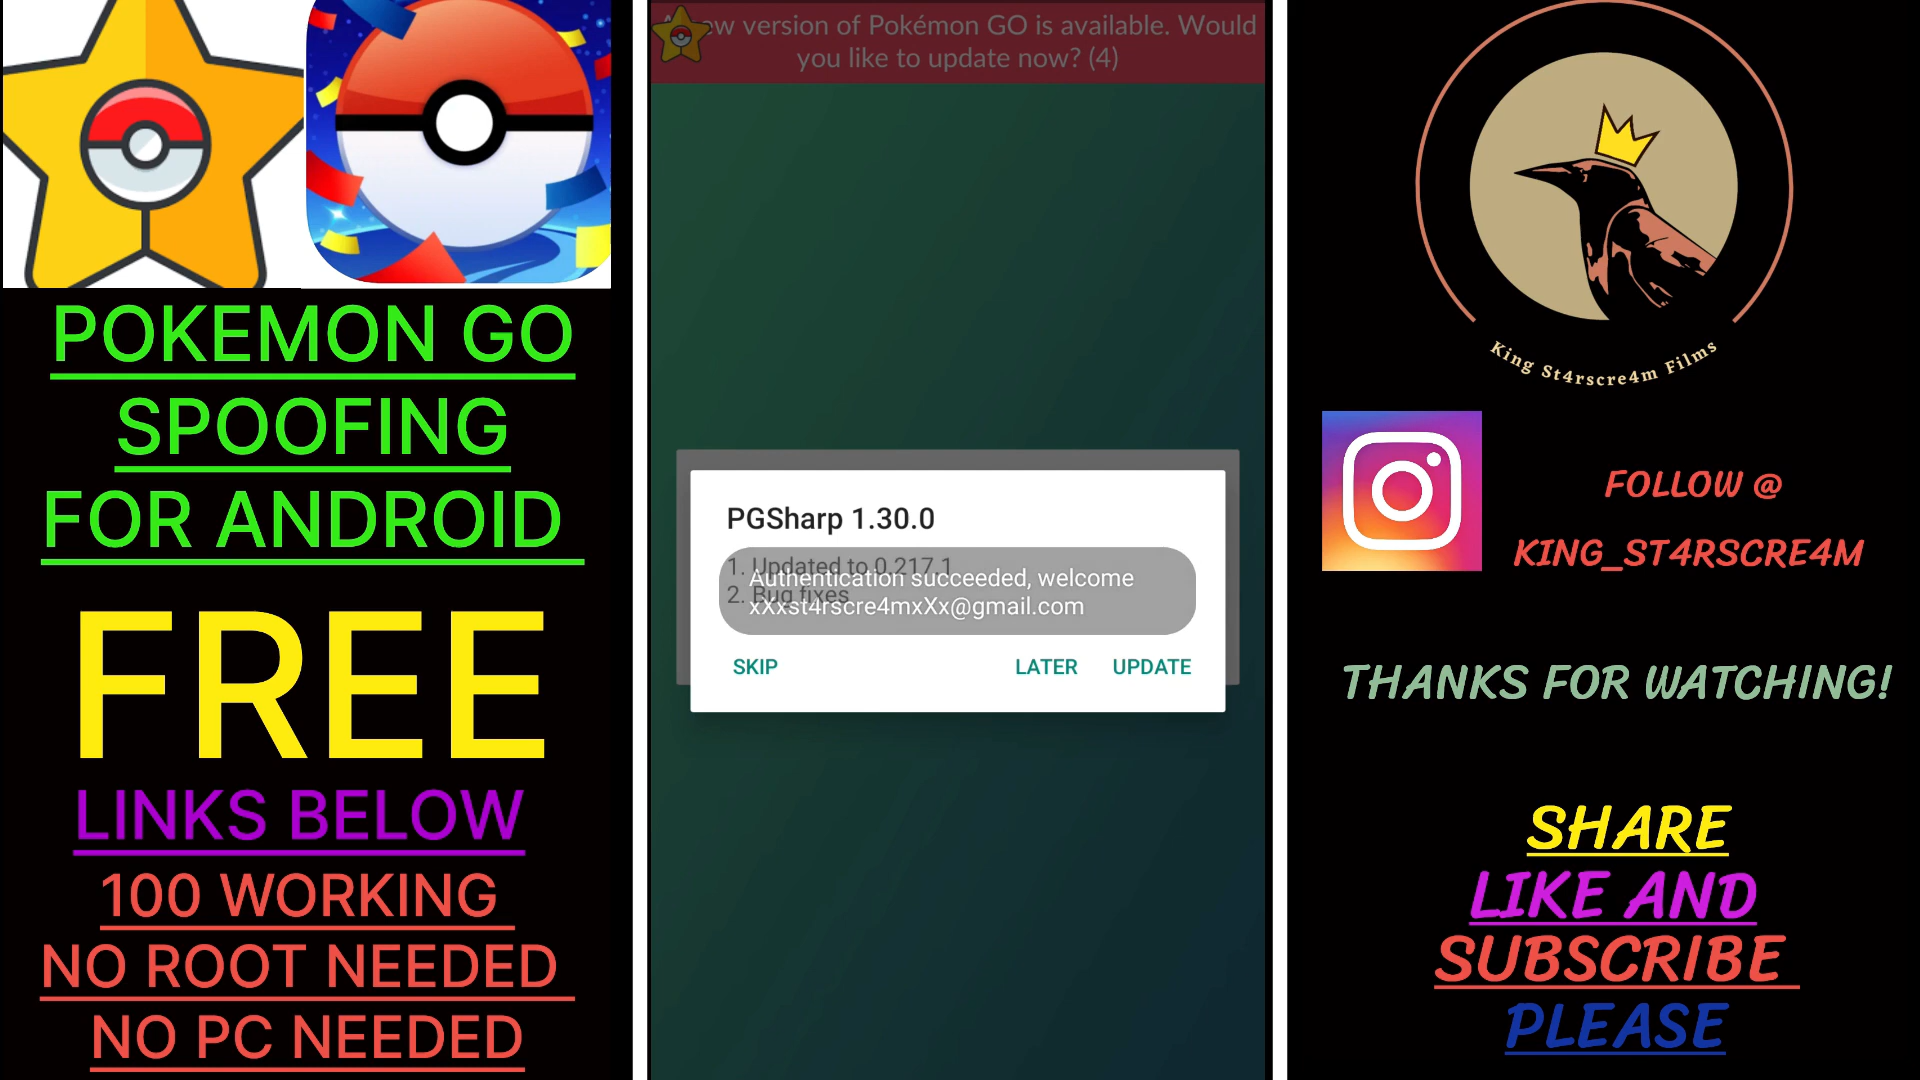 POKEMON GO
SPOOFING
FOR ANDROID
FREE
LINKS BELOW
100 WORKING
NO ROOT NEEDED
NO PC NEEDED
ew version of Pokémon GO is available. Would
you like to update now? (4)
PGSharp 1.30.0
1. Updated to 0.217.1
2. Bug fixes
Authentication succeeded, welcome
xXxst4rscre4mxXx@gmail.com
SKIP
LATER
UPDATE
King St4rscre4m Films
FOLLOW @
KING_ST4RSCRE4M
THANKS FOR WATCHING!
SHARE
LIKE AND
SUBSCRIBE
PLEASE